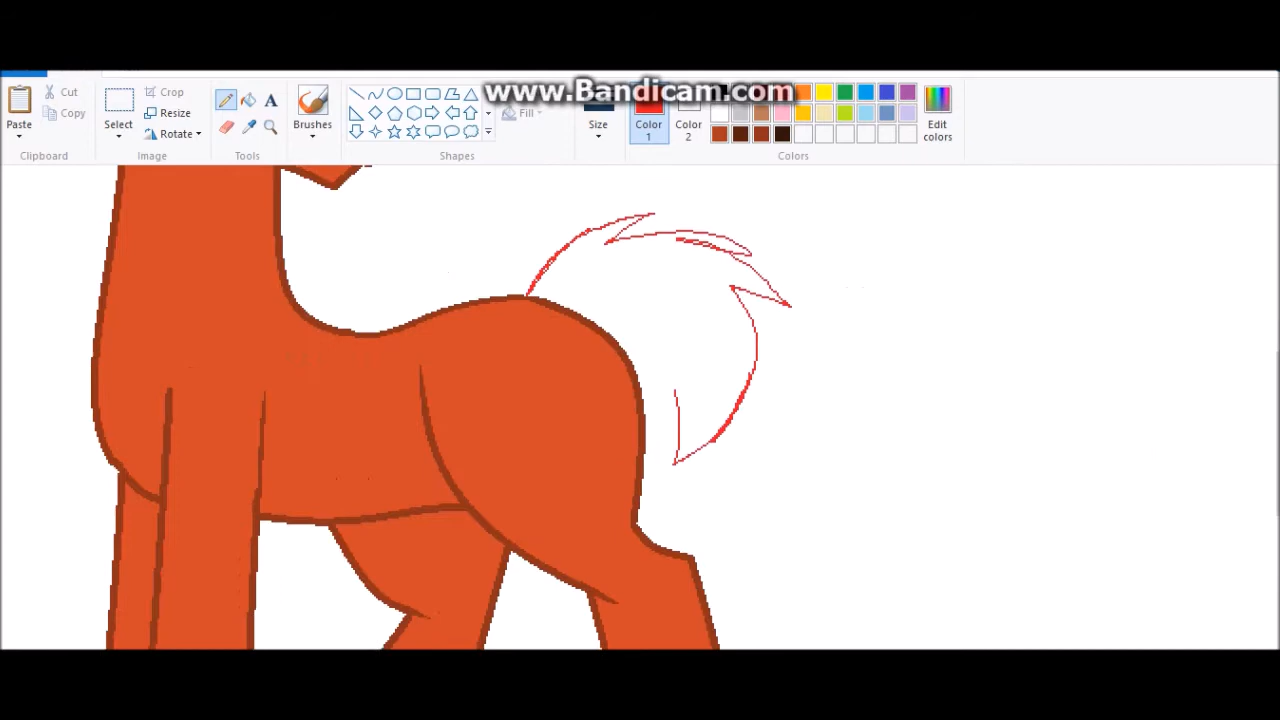 www.Bandicam.com
Cut
Copy
Paste
Clipboard
Crop
Resize
Rotate
Select
Image
Tools
Brushes
Fill
Shapes
Size
Color 1
Color 2
Edit colors
Colors